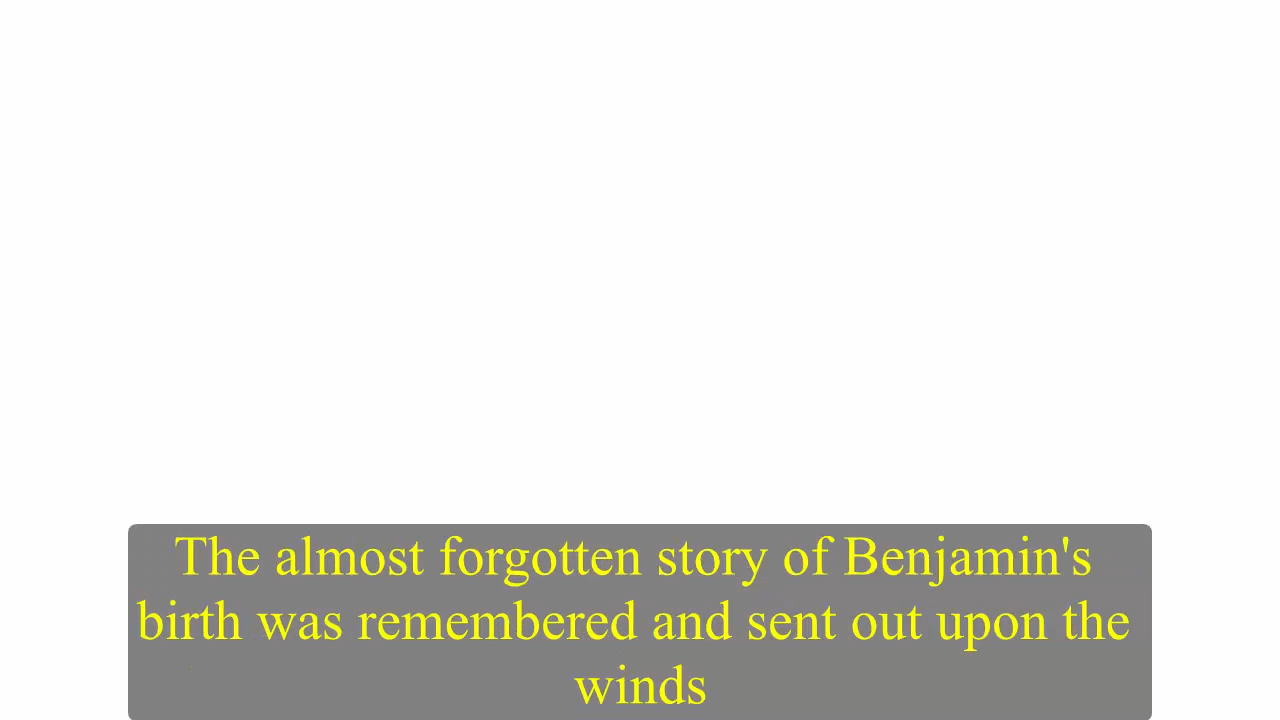 The almost forgotten story of Benjamin's
birth was remembered and sent out upon the
winds